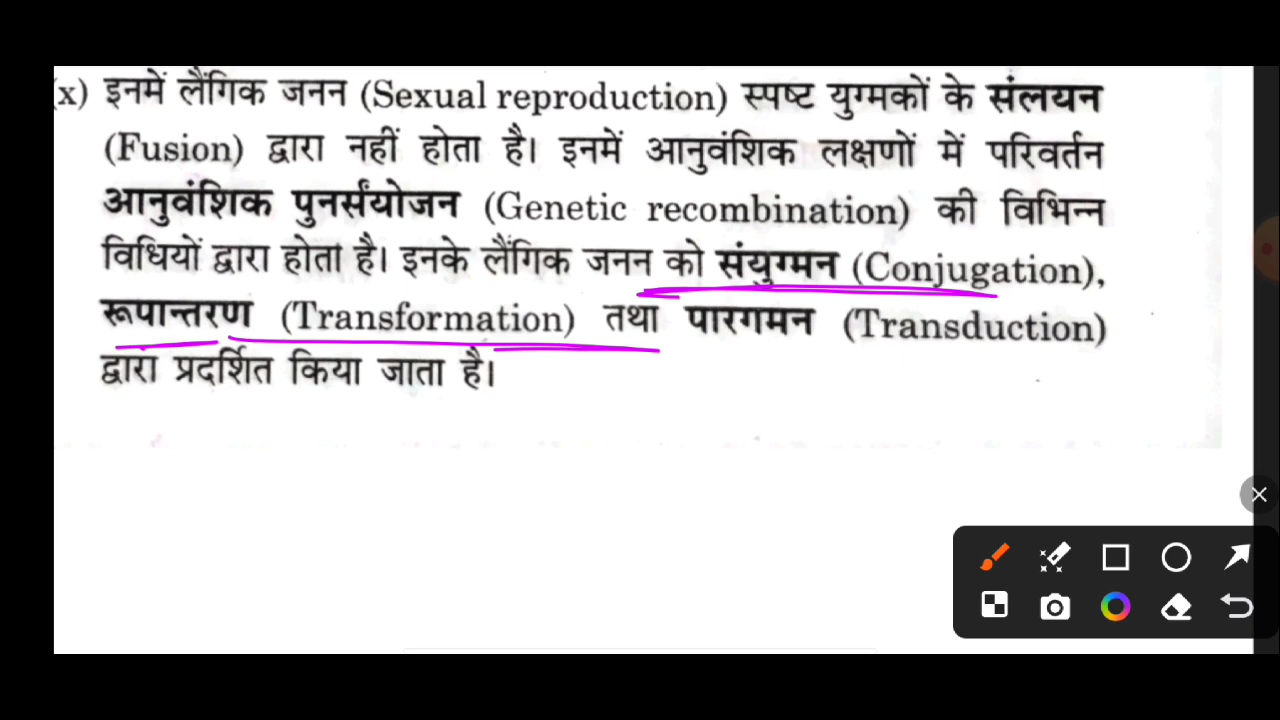 (x) इनमें लैंगिक जनन (Sexual reproduction) स्पष्ट युग्मकों के संलयन
(Fusion) द्वारा नहीं होता है। इनमें आनुवंशिक लक्षणों में परिवर्तन
आनुवंशिक पुनर्संयोजन (Genetic recombination) की विभिन्न
विधियों द्वारा होता है। इनके लैंगिक जनन को संयुग्मन (Conjugation),
रूपान्तरण (Transformation) तथा पारगमन (Transduction)
द्वारा प्रदर्शित किया जाता है।